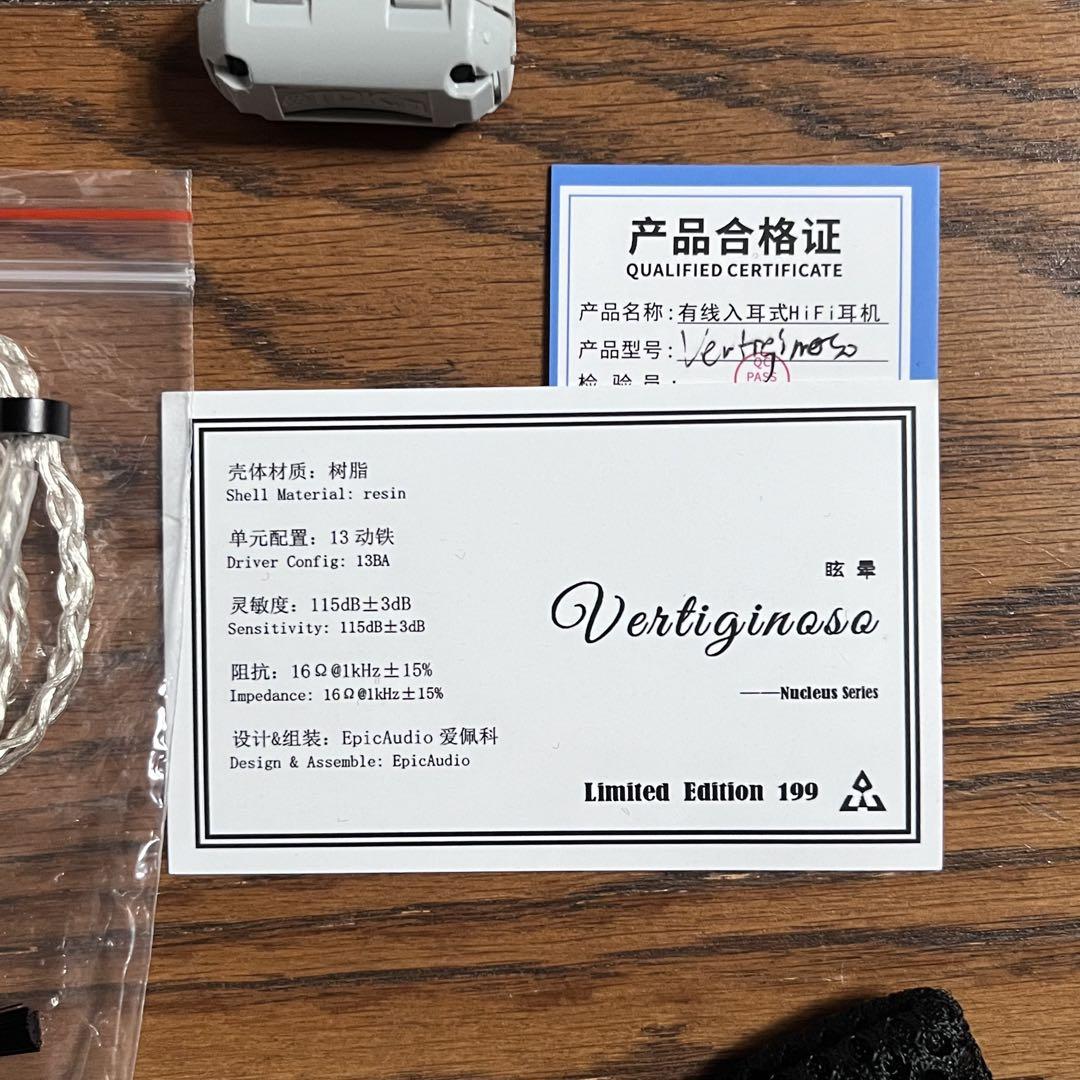 产品合格证
QUALIFIED CERTIFICATE
产品名称：有线入耳式HiFi耳机
产品型号：Vertiginoso
QC
PASS
壳体材质：树脂
Shell Material: resin
单元配置：13 动铁
Driver Config: 13BA
灵敏度：115dB±3dB
Sensitivity: 115dB±3dB
阻抗：16Ω@1kHz±15%
Impedance: 16Ω@1kHz±15%
设计&组装：EpicAudio 爱佩科
Design & Assemble: EpicAudio
眩晕
Vertiginoso
——Nucleus Series
Limited Edition 199